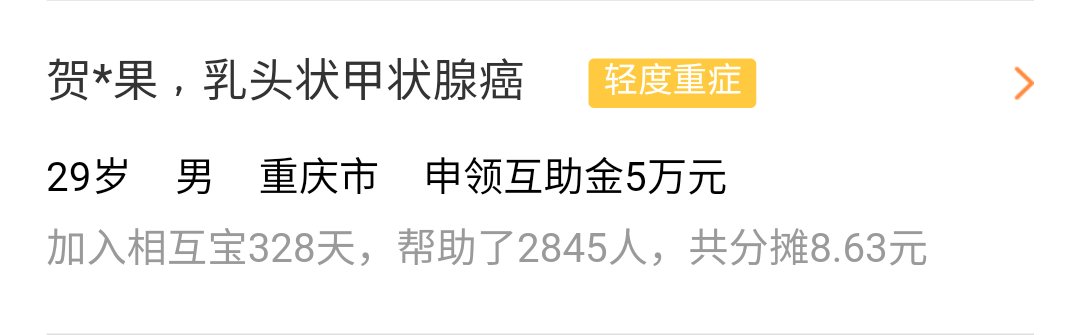 贺*果，乳头状甲状腺癌 轻度重症
29岁 男 重庆市 申领互助金5万元
加入相互宝328天，帮助了2845人，共分摊8.63元